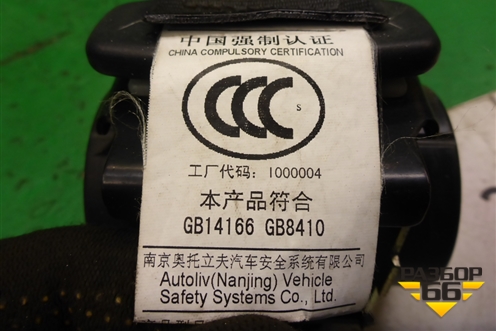 中国强制认证
CHINA COMPULSORY CERTIFICATION
CCC S
工厂代码: I000004
本产品符合
GB14166 GB8410
南京奥托立夫汽车安全系统有限公司
Autoliv(Nanjing) Vehicle
Safety Systems Co., Ltd.
РАЗБОР
66